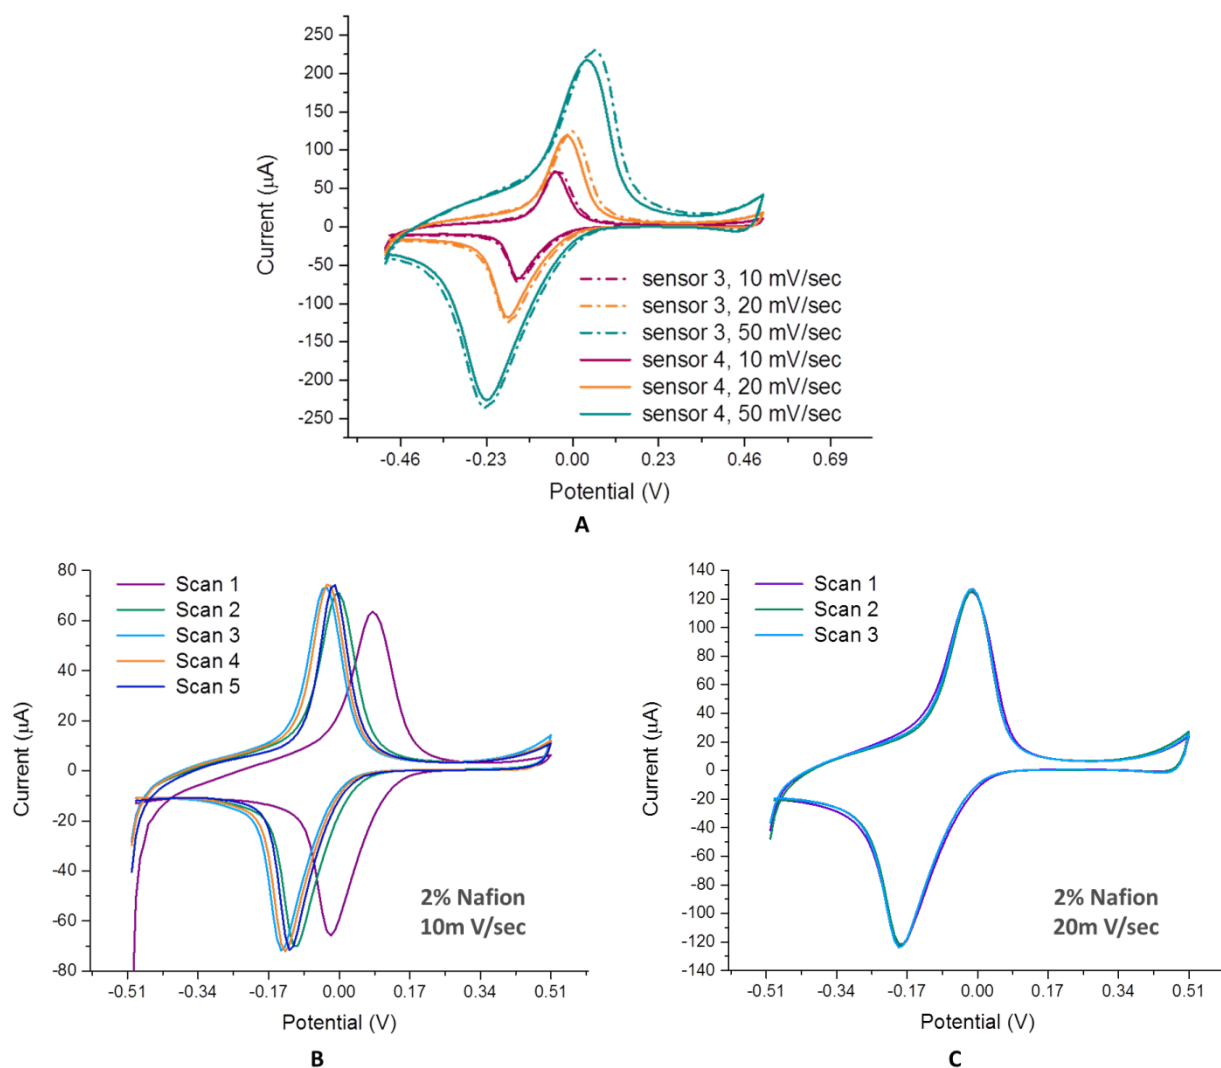 250
200
150
100
50
0
-50
-100
-150
-200
-250
Current (μA)
sensor 3, 10 mV/sec
sensor 3, 20 mV/sec
sensor 3, 50 mV/sec
sensor 4, 10 mV/sec
sensor 4, 20 mV/sec
sensor 4, 50 mV/sec
-0.46 -0.23 0.00 0.23 0.46 0.69
Potential (V)
A
80
60
40
20
0
-20
-40
-60
-80
Current (μA)
Scan 1
Scan 2
Scan 3
Scan 4
Scan 5
2% Nafion
10m V/sec
-0.51 -0.34 -0.17 0.00 0.17 0.34 0.51
Potential (V)
B
140
120
100
80
60
40
20
0
-20
-40
-60
-80
-100
-120
-140
Current (μA)
Scan 1
Scan 2
Scan 3
2% Nafion
20m V/sec
-0.51 -0.34 -0.17 0.00 0.17 0.34 0.51
Potential (V)
C